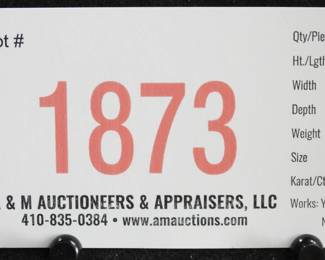 ot #
1873
& M AUCTIONEERS & APPRAISERS, LLC
410-835-0384 • www.amauctions.com
Qty/Pie
Ht./Lgth
Width
Depth
Weight
Size
Karat/Ct
Works: Y
N